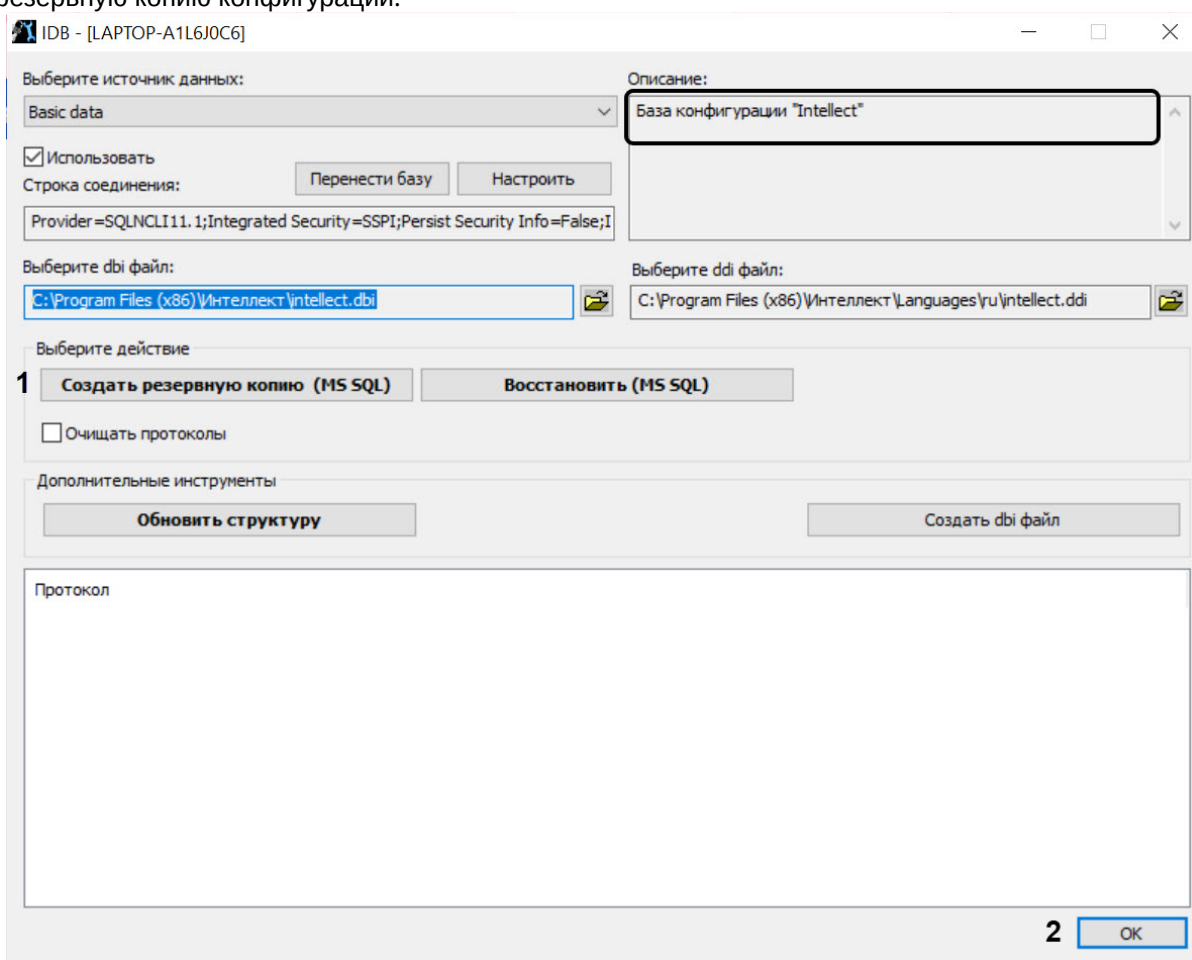 резервную копию конфигурации.
IDB - [LAPTOP-A1L6J0C6]
Выберите источник данных:
Описание:
Basic data
База конфигурации "Intellect"
Использовать
Строка соединения:
Перенести базу
Настроить
Provider=SQLNCLI11.1;Integrated Security=SSPI;Persist Security Info=False;I
Выберите dbi файл:
Выберите ddi файл:
C:\Program Files (x86)\Интеллект\intellect.dbi
C:\Program Files (x86)\Интеллект\Languages\ru\intellect.ddi
Выберите действие
1
Создать резервную копию (MS SQL)
Восстановить (MS SQL)
Очищать протоколы
Дополнительные инструменты
Обновить структуру
Создать dbi файл
Протокол
2
OK